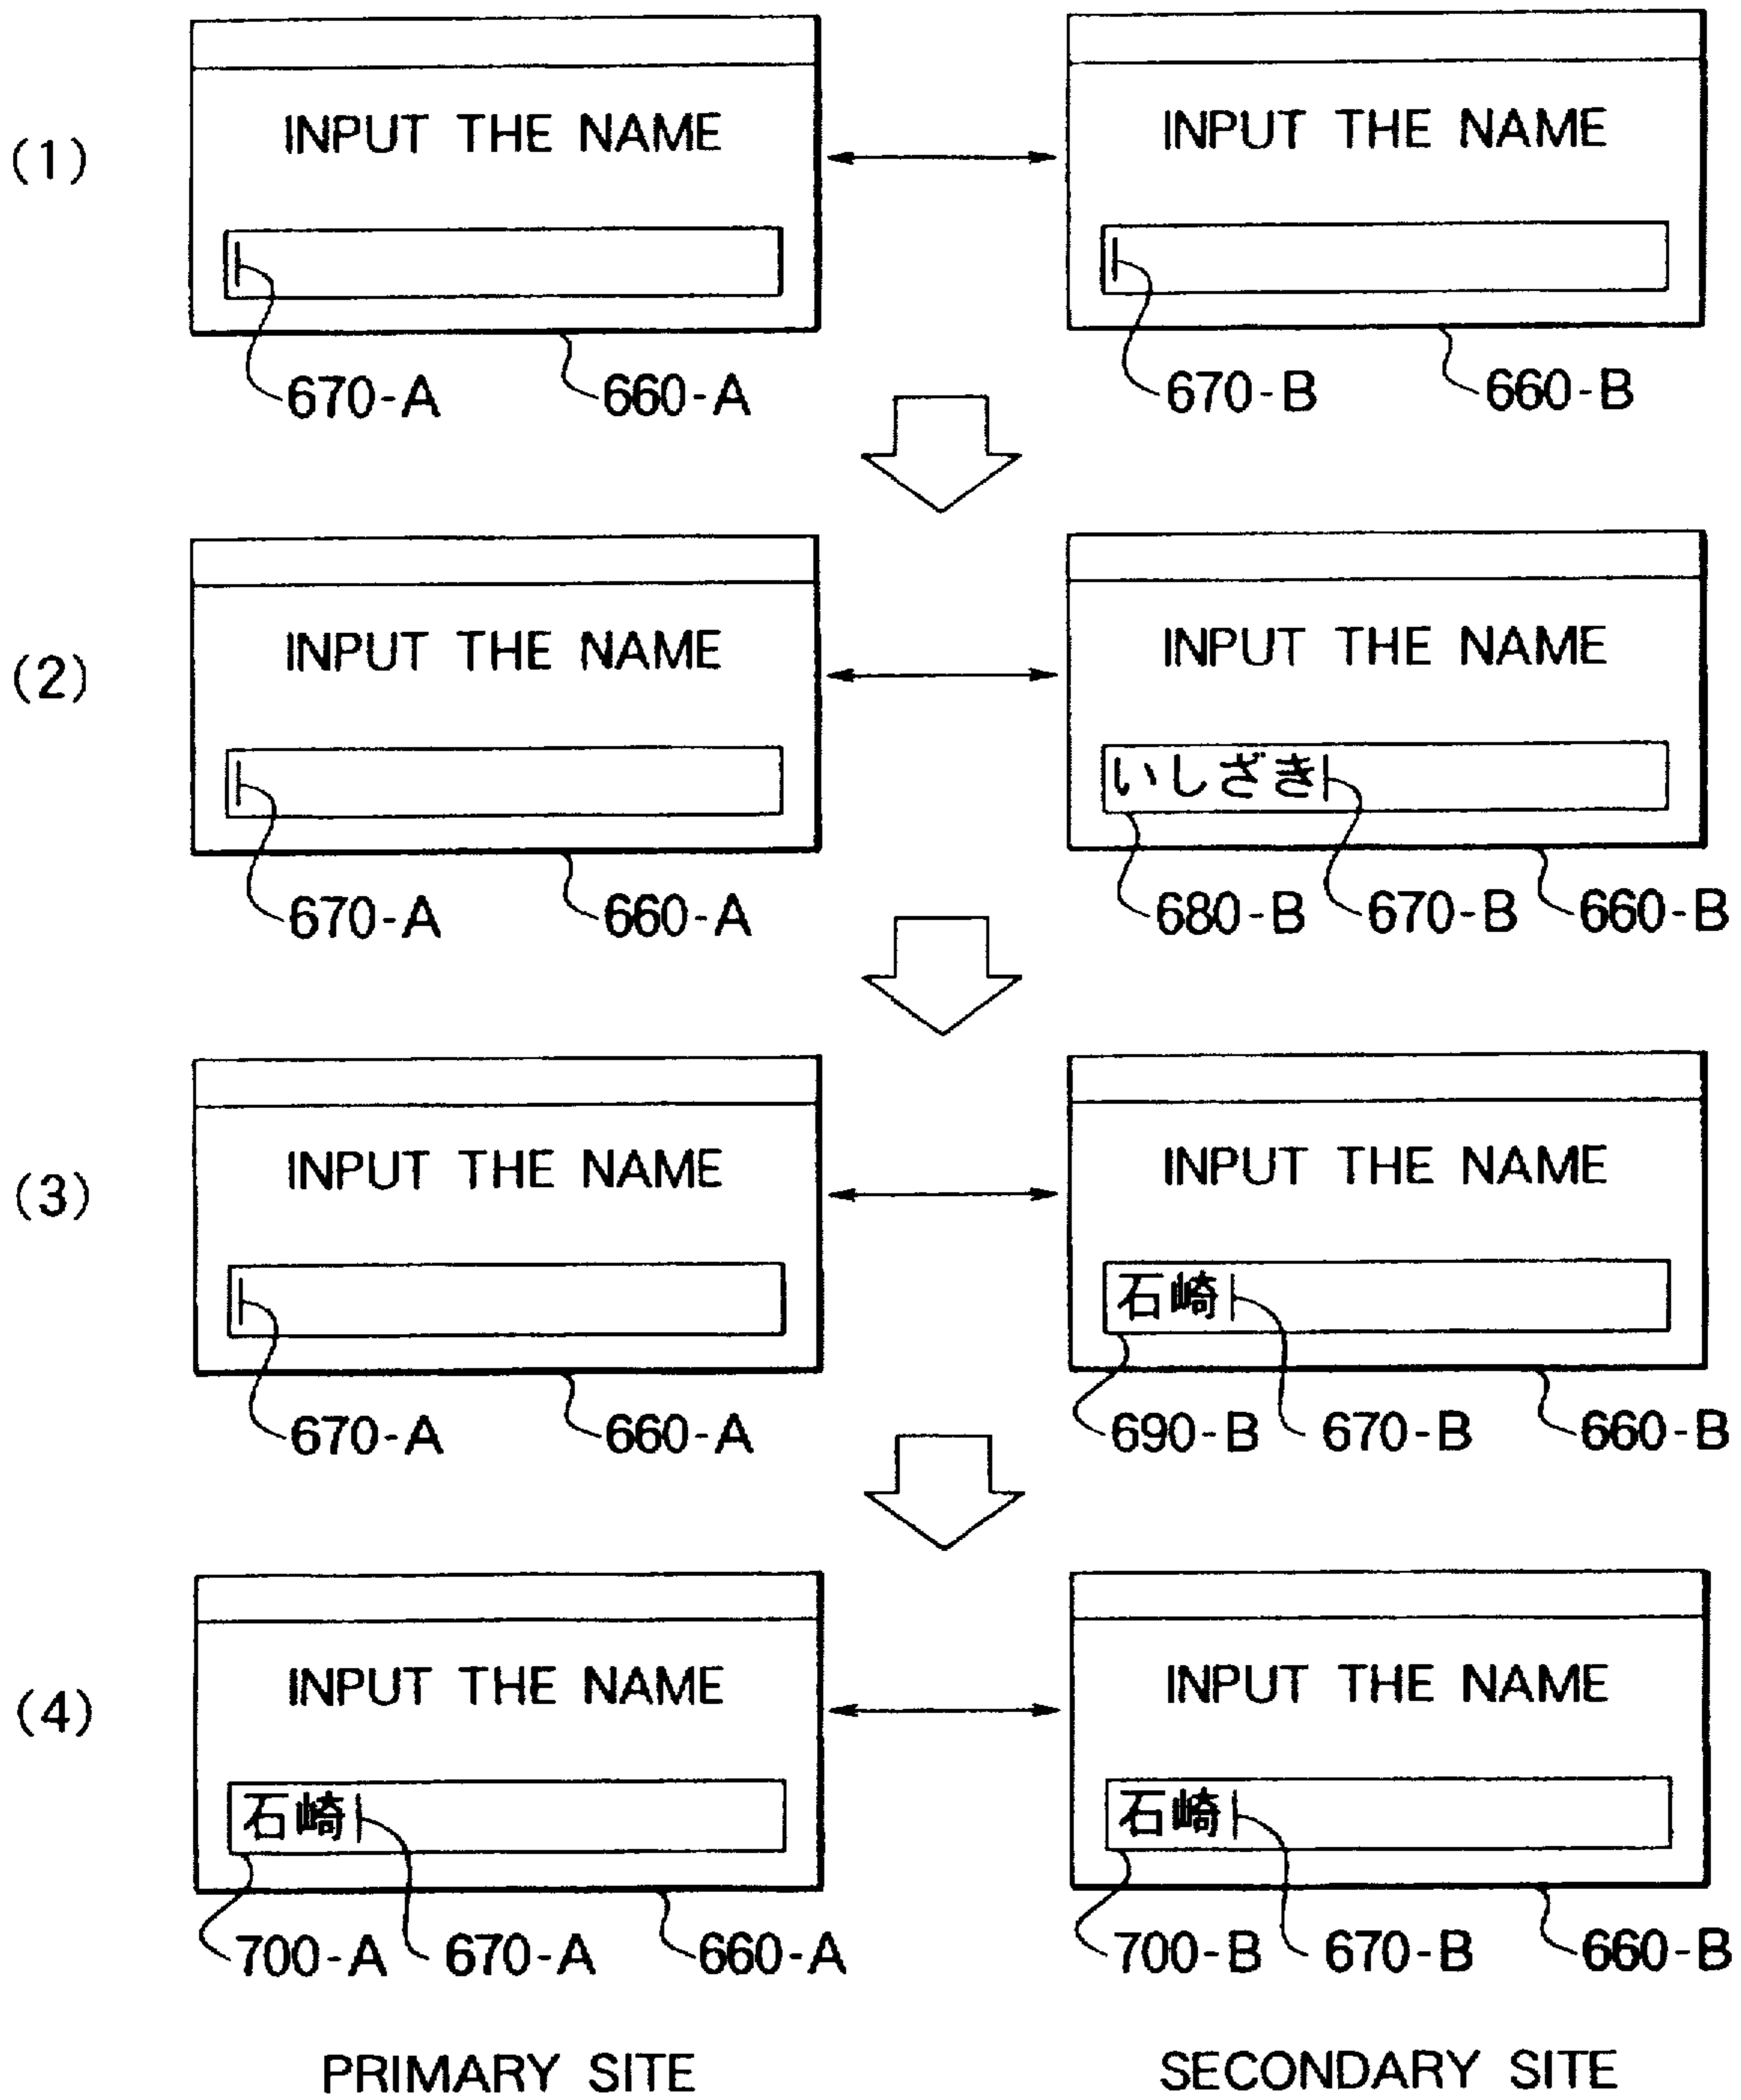 INPUT THE NAME
INPUT THE NAME
(1)
670-A
660-A
670-B
660-B
INPUT THE NAME
INPUT THE NAME
(2)
いしざき
670-A
660-A
680-B
670-B
660-B
INPUT THE NAME
INPUT THE NAME
(3)
石崎
670-A
660-A
690-B
670-B
660-B
INPUT THE NAME
INPUT THE NAME
(4)
石崎
石崎
700-A
670-A
660-A
700-B
670-B
660-B
PRIMARY SITE
SECONDARY SITE